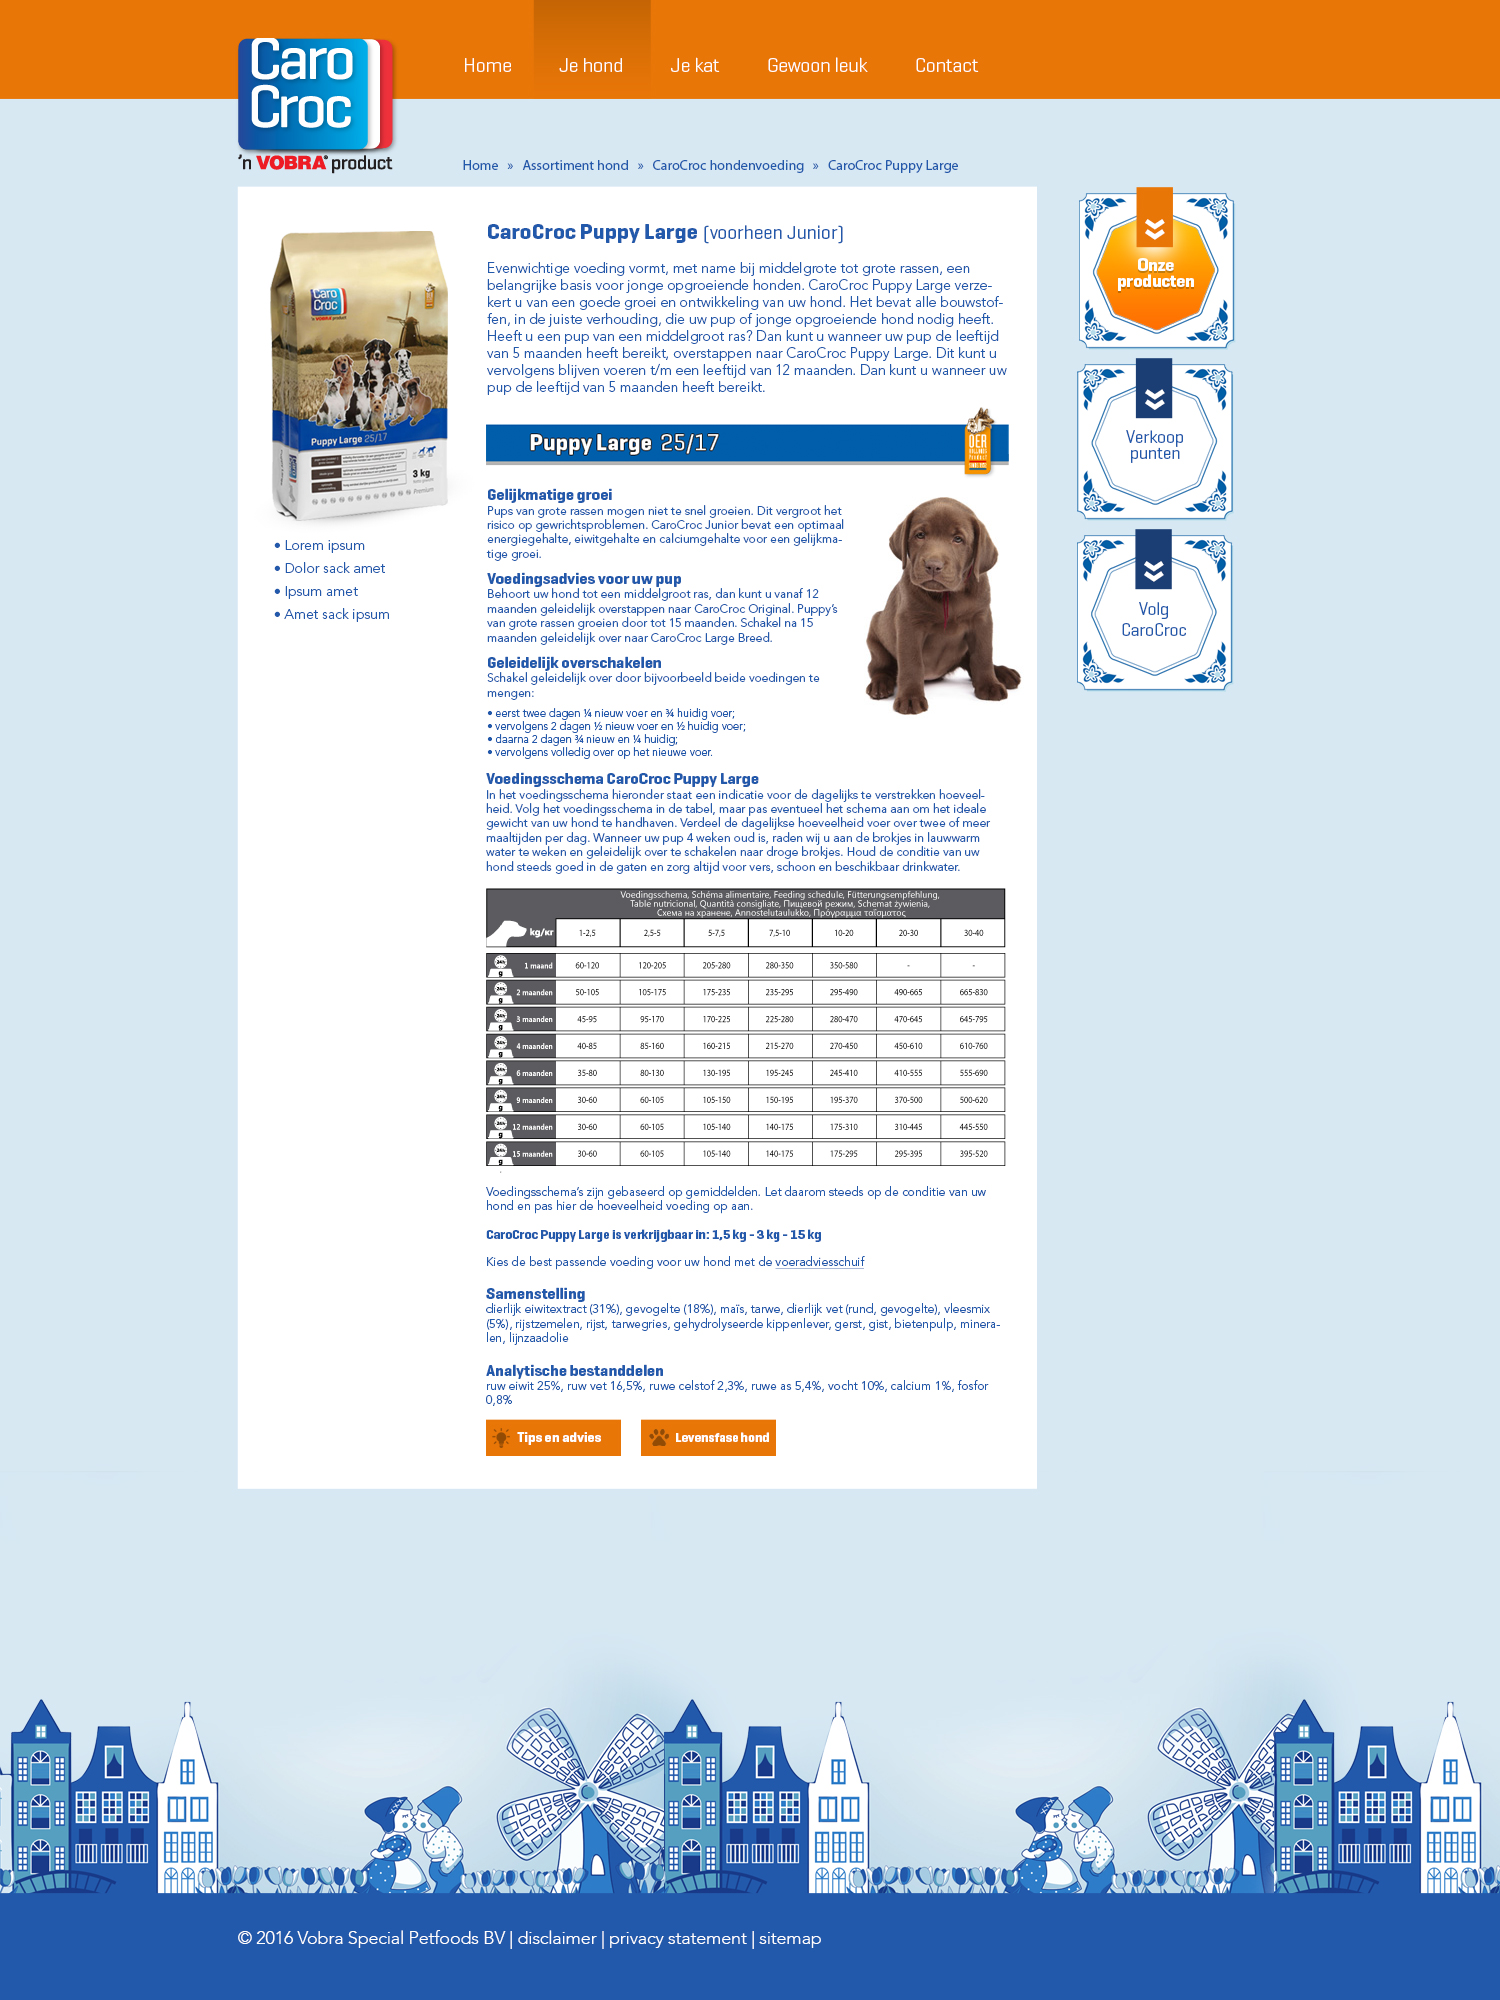 Caro
Croc
'n VOBRA® product
Home
Je hond
Je kat
Gewoon leuk
Contact
Home » Assortiment hond » CaroCroc hondenvoeding » CaroCroc Puppy Large
CaroCroc Puppy Large (voorheen Junior)
Evenwichtige voeding vormt, met name bij middelgrote tot grote rassen, een
belangrijke basis voor jonge opgroeiende honden. CaroCroc Puppy Large verze-
kert u van een goede groei en ontwikkeling van uw hond. Het bevat alle bouwstof-
fen, in de juiste verhouding, die uw pup of jonge opgroeiende hond nodig heeft.
Heeft u een pup van een middelgroot ras? Dan kunt u wanneer uw pup de leeftijd
van 5 maanden heeft bereikt, overstappen naar CaroCroc Puppy Large. Dit kunt u
vervolgens blijven voeren t/m een leeftijd van 12 maanden. Dan kunt u wanneer uw
pup de leeftijd van 5 maanden heeft bereikt.
Caro
Croc
'n VOBRA product
Puppy Large 25/17
3 kg
Premium
• Lorem ipsum
• Dolor sack amet
• Ipsum amet
• Amet sack ipsum
Puppy Large 25/17
Gelijkmatige groei
Pups van grote rassen mogen niet te snel groeien. Dit vergroot het
risico op gewrichtsproblemen. CaroCroc Junior bevat een optimaal
energiegehalte, eiwitgehalte en calciumgehalte voor een gelijkma-
tige groei.
Voedingsadvies voor uw pup
Behoort uw hond tot een middelgroot ras, dan kunt u vanaf 12
maanden geleidelijk overstappen naar CaroCroc Original. Puppy's
van grote rassen groeien door tot 15 maanden. Schakel na 15
maanden geleidelijk over naar CaroCroc Large Breed.
Geleidelijk overschakelen
Schakel geleidelijk over door bijvoorbeeld beide voedingen te
mengen:
• eerst twee dagen ¼ nieuw voer en ¾ huidig voer;
• vervolgens 2 dagen ½ nieuw voer en ½ huidig voer;
• daarna 2 dagen ¾ nieuw en ¼ huidig;
• vervolgens volledig over op het nieuwe voer.
Voedingsschema CaroCroc Puppy Large
In het voedingsschema hieronder staat een indicatie voor de dagelijks te verstrekken hoeveel-
heid. Volg het voedingsschema in de tabel, maar pas eventueel het schema aan om het ideale
gewicht van uw hond te handhaven. Verdeel de dagelijkse hoeveelheid voer over twee of meer
maaltijden per dag. Wanneer uw pup 4 weken oud is, raden wij u aan de brokjes in lauwwarm
water te weken en geleidelijk over te schakelen naar droge brokjes. Houd de conditie van uw
hond steeds goed in de gaten en zorg altijd voor vers, schoon en beschikbaar drinkwater.
Voedingsschema, Schéma alimentaire, Feeding schedule, Fütterungsempfehlung,
Table nutricional, Quantità consigliate, Пищевой режим, Schemat żywienia,
Схема на хранене, Annostelutaulukko, Πρόγραμμα ταΐσματος
kg/кг 1-2,5 2,5-5 5-7,5 7,5-10 10-20 20-30 30-40
24h g 1 maand 60-120 120-205 205-280 280-350 350-580 - -
24h g 2 maanden 50-105 105-175 175-235 235-295 295-490 490-665 665-830
24h g 3 maanden 45-95 95-170 170-225 225-280 280-470 470-645 645-795
24h g 4 maanden 40-85 85-160 160-215 215-270 270-450 450-610 610-760
24h g 6 maanden 35-80 80-130 130-195 195-245 245-410 410-555 555-690
24h g 9 maanden 30-60 60-105 105-150 150-195 195-370 370-500 500-620
24h g 12 maanden 30-60 60-105 105-140 140-175 175-310 310-445 445-550
24h g 15 maanden 30-60 60-105 105-140 140-175 175-295 295-395 395-520
Voedingsschema's zijn gebaseerd op gemiddelden. Let daarom steeds op de conditie van uw
hond en pas hier de hoeveelheid voeding op aan.
CaroCroc Puppy Large is verkrijgbaar in: 1,5 kg - 3 kg - 15 kg
Kies de best passende voeding voor uw hond met de voeradviesschuif
Samenstelling
dierlijk eiwitextract (31%), gevogelte (18%), maïs, tarwe, dierlijk vet (rund, gevogelte), vleesmix
(5%), rijstzemelen, rijst, tarwegries, gehydrolyseerde kippenlever, gerst, gist, bietenpulp, minera-
len, lijnzaadolie
Analytische bestanddelen
ruw eiwit 25%, ruw vet 16,5%, ruwe celstof 2,3%, ruwe as 5,4%, vocht 10%, calcium 1%, fosfor
0,8%
Tips en advies
Levensfase hond
Onze
producten
Verkoop
punten
Volg
CaroCroc
© 2016 Vobra Special Petfoods BV | disclaimer | privacy statement | sitemap